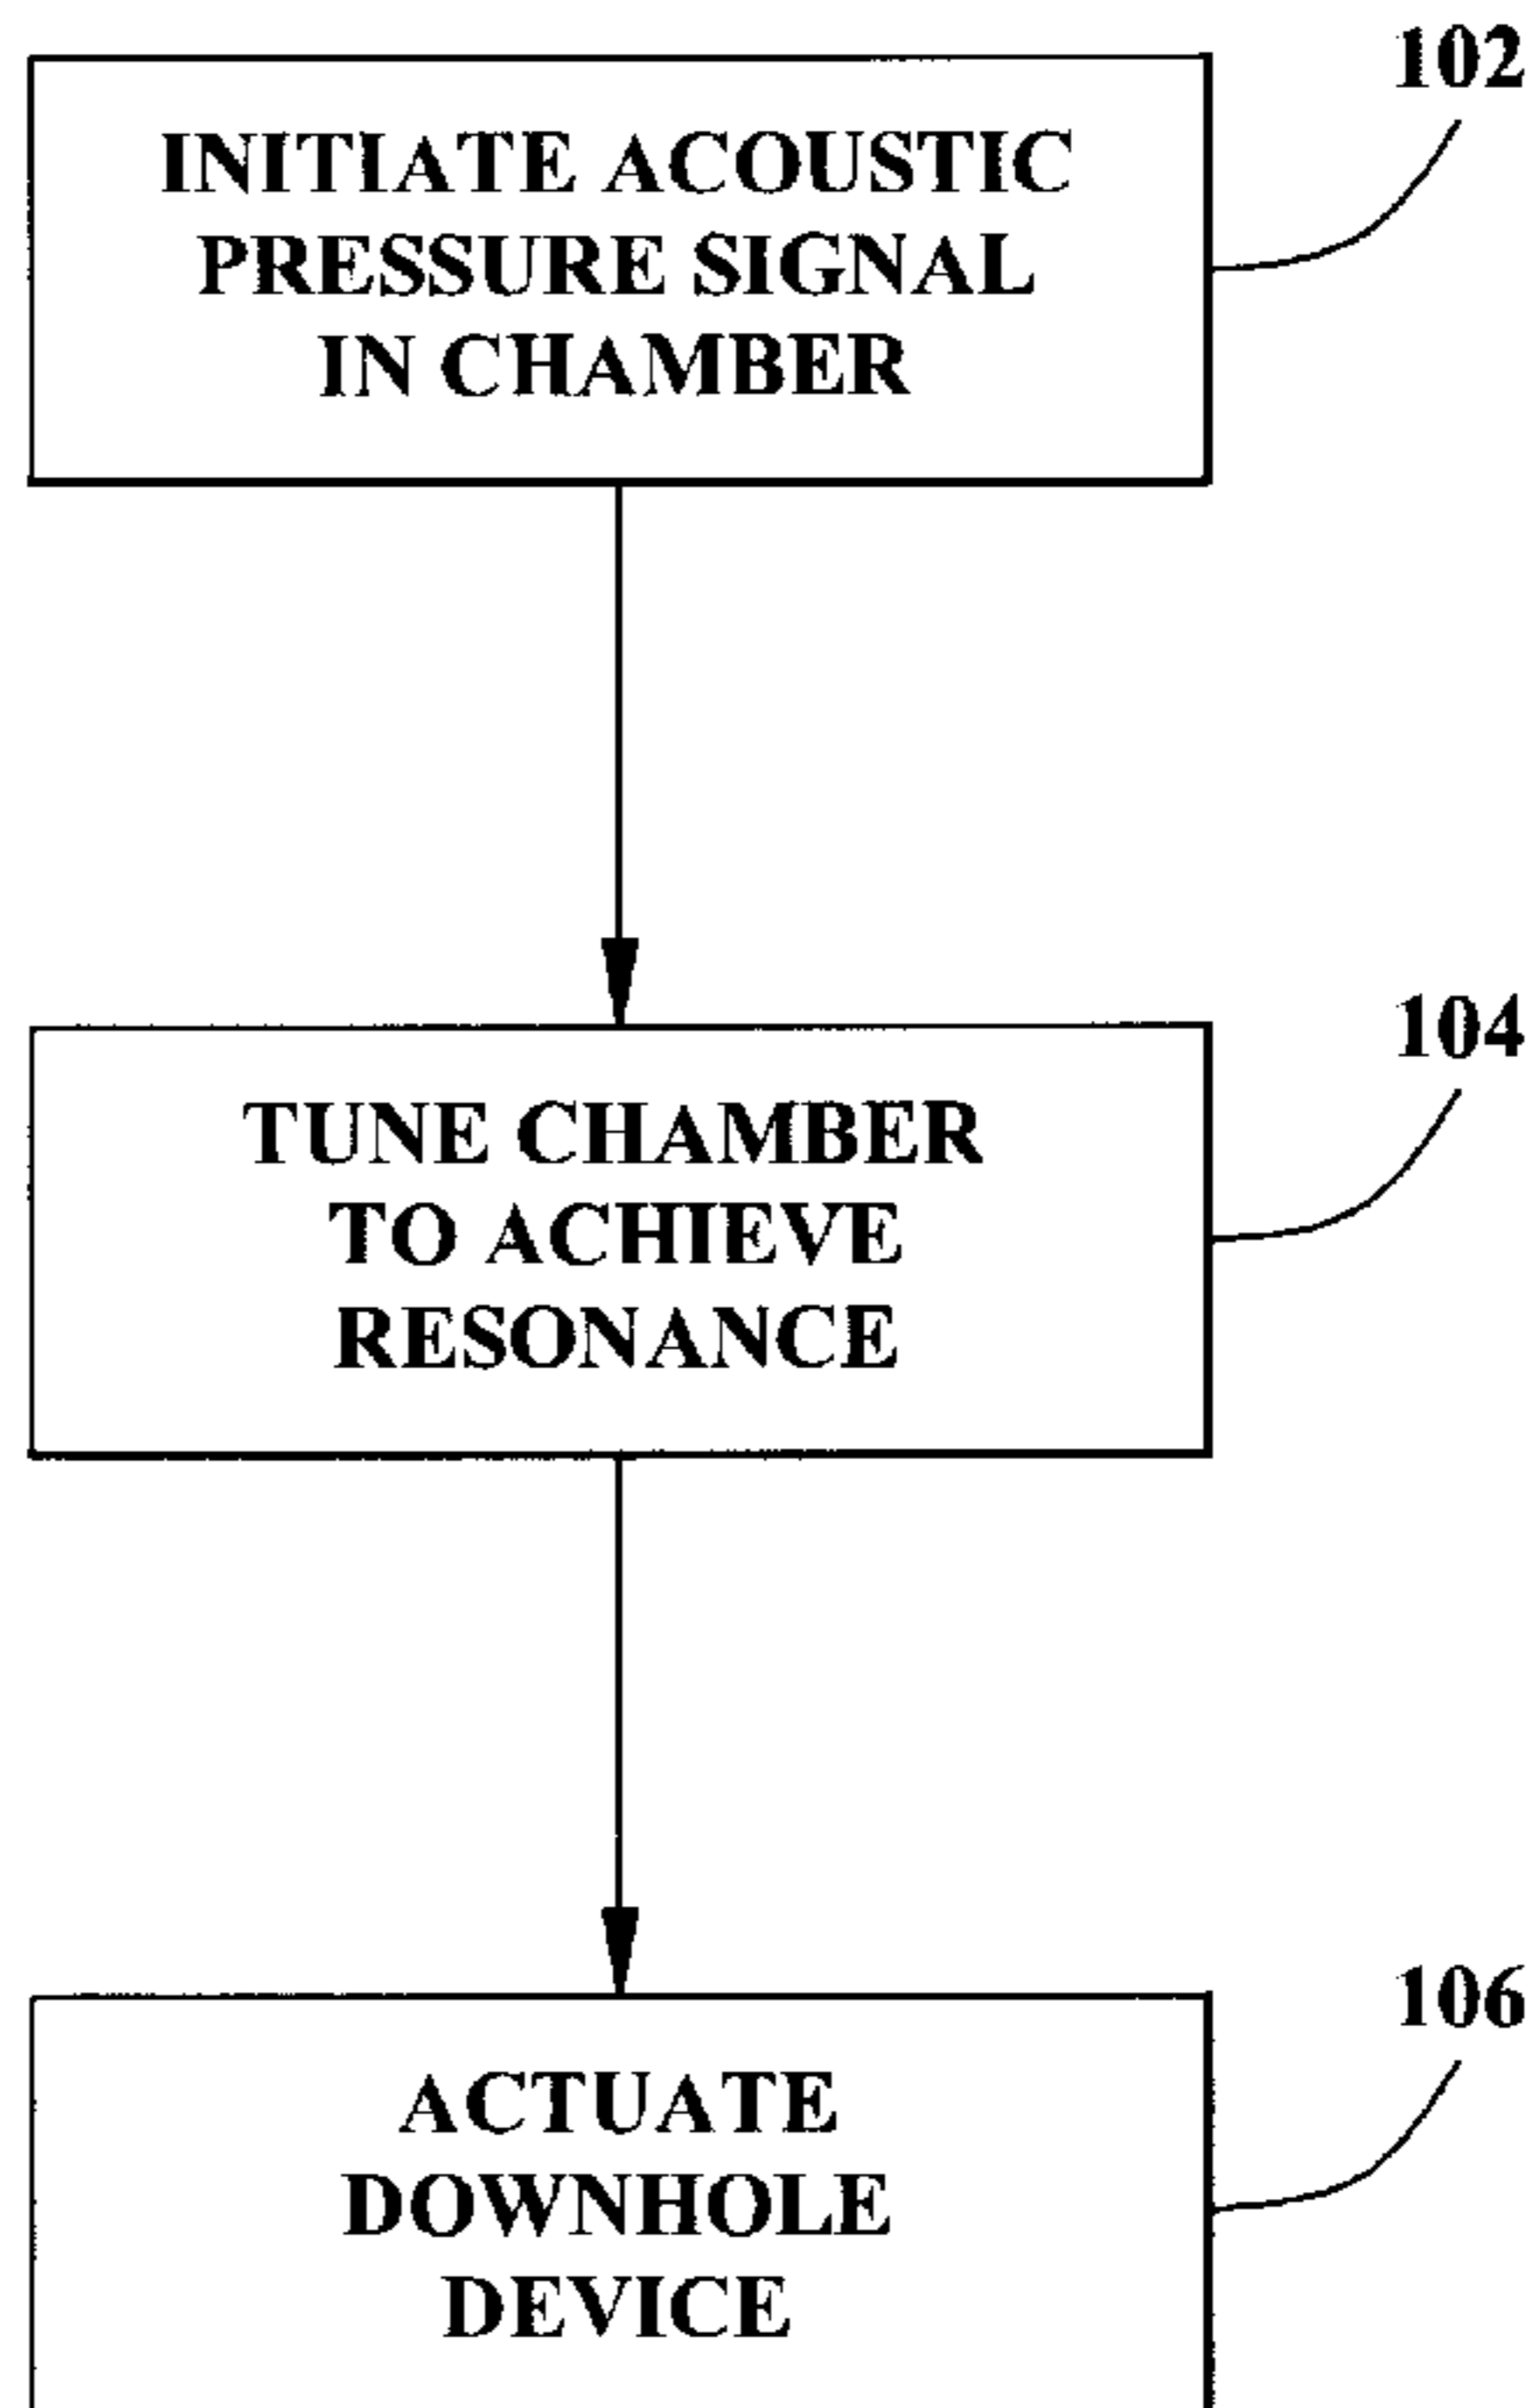 102
INITIATE ACOUSTIC
PRESSURE SIGNAL
IN CHAMBER
104
TUNE CHAMBER
TO ACHIEVE
RESONANCE
106
ACTUATE
DOWNHOLE
DEVICE